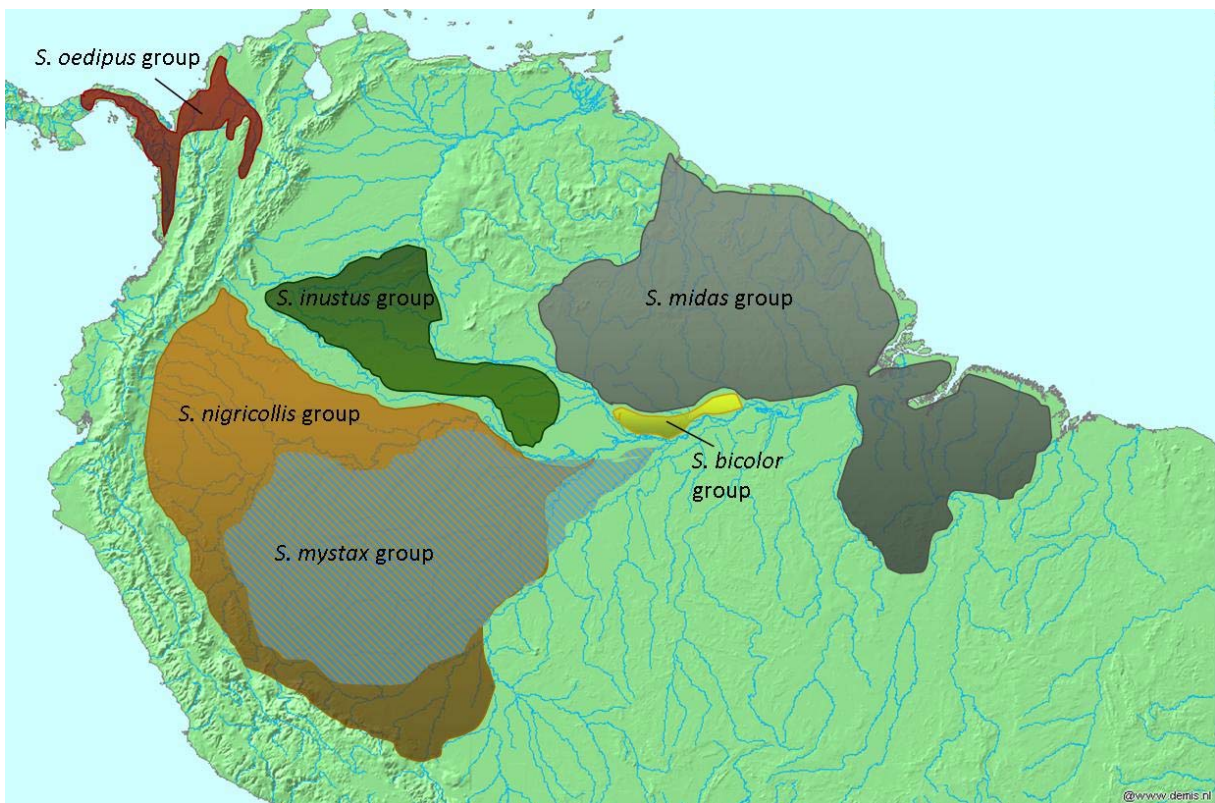 S. oedipus group
S. inustus group
S. midas group
S. nigricollis group
S. bicolor
group
S. mystax group
@www.demis.nl